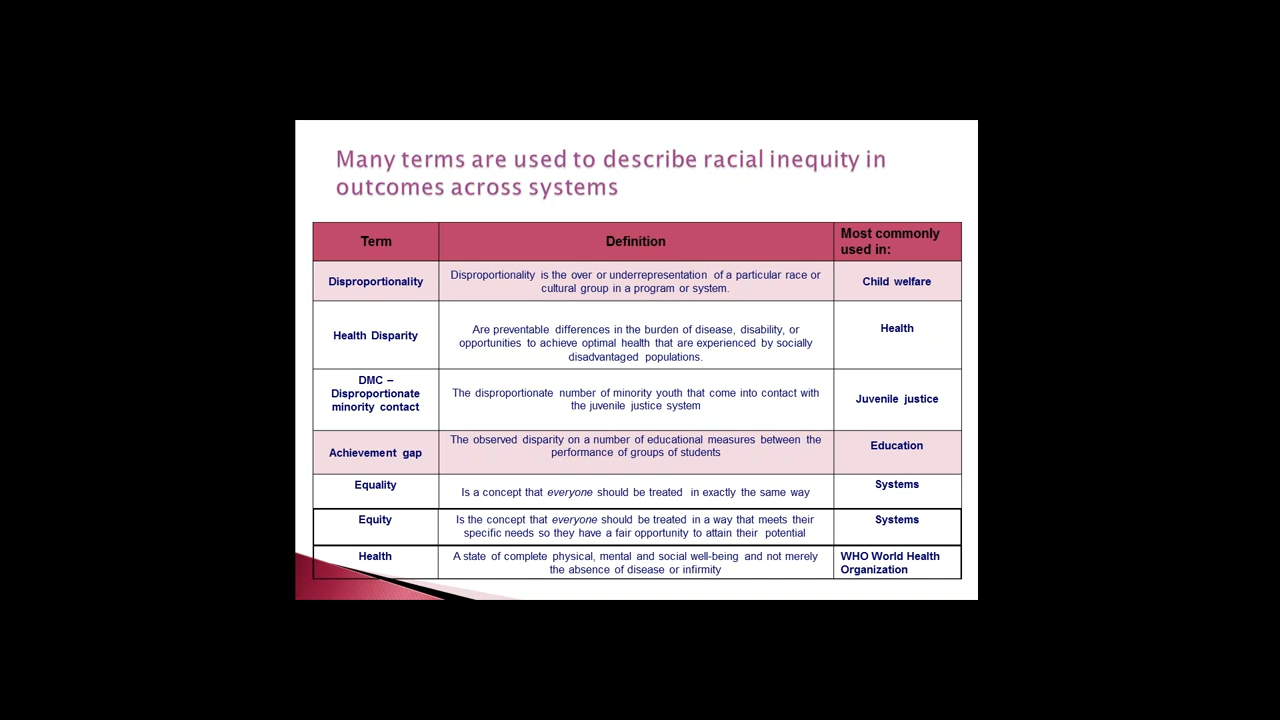 Many terms are used to describe racial inequity in
outcomes across systems
Term
Definition
Most commonly
used in:
Disproportionality
Disproportionality is the over or underrepresentation of a particular race or
cultural group in a program or system.
Child welfare
Health Disparity
Are preventable differences in the burden of disease, disability, or
opportunities to achieve optimal health that are experienced by socially
disadvantaged populations.
Health
DMC –
Disproportionate
minority contact
The disproportionate number of minority youth that come into contact with
the juvenile justice system
Juvenile justice
Achievement gap
The observed disparity on a number of educational measures between the
performance of groups of students
Education
Equality
Is a concept that everyone should be treated in exactly the same way
Systems
Equity
Is the concept that everyone should be treated in a way that meets their
specific needs so they have a fair opportunity to attain their potential
Systems
Health
A state of complete physical, mental and social well-being and not merely
the absence of disease or infirmity
WHO World Health
Organization